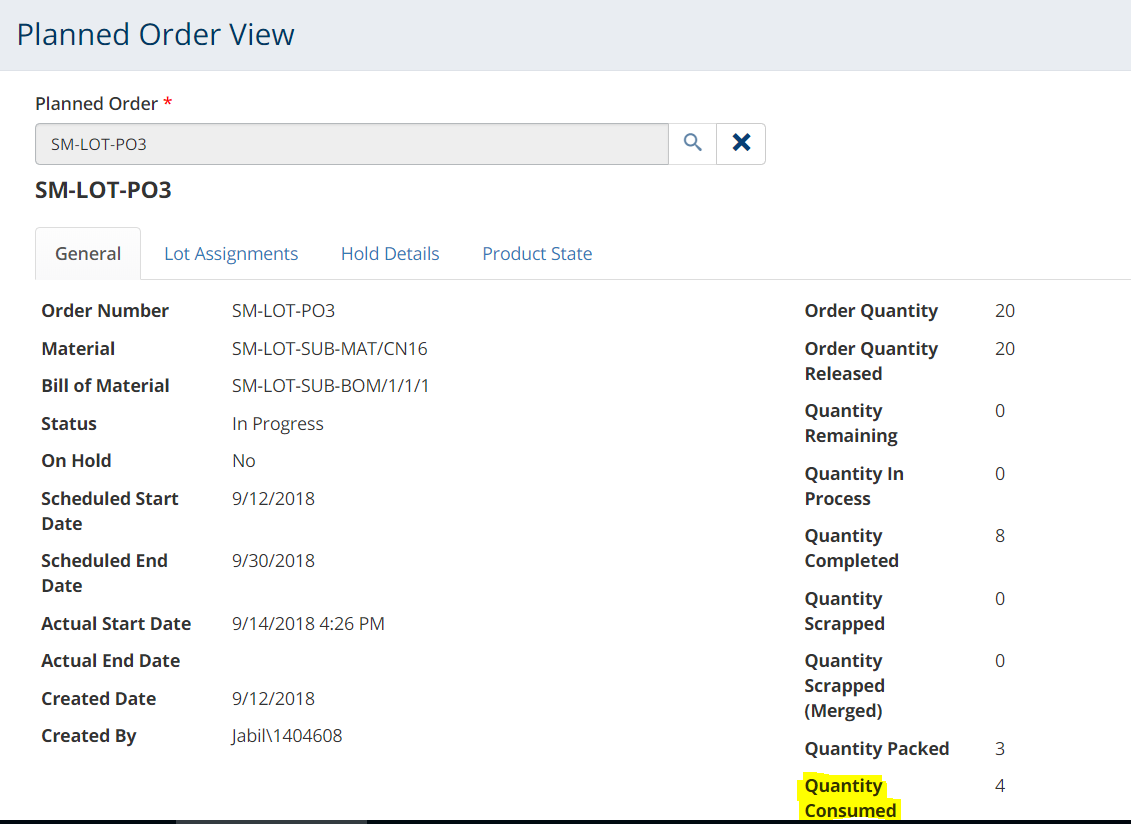 Planned Order View
Planned Order *
SM-LOT-PO3
SM-LOT-PO3
General Lot Assignments Hold Details Product State
Order Number SM-LOT-PO3
Material SM-LOT-SUB-MAT/CN16
Bill of Material SM-LOT-SUB-BOM/1/1/1
Status In Progress
On Hold No
Scheduled Start 9/12/2018
Date
Scheduled End 9/30/2018
Date
Actual Start Date 9/14/2018 4:26 PM
Actual End Date
Created Date 9/12/2018
Created By Jabil\1404608
Order Quantity 20
Order Quantity 20
Released
Quantity 0
Remaining
Quantity In 0
Process
Quantity 8
Completed
Quantity 0
Scrapped
Quantity 0
Scrapped
(Merged)
Quantity Packed 3
Quantity 4
Consumed